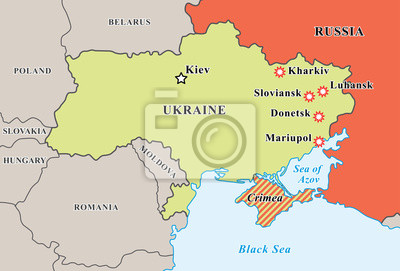 BELARUS
RUSSIA
POLAND
Kiev
Kharkiv
Luhansk
Sloviansk
UKRAINE
Donetsk
SLOVAKIA
Mariupol
HUNGARY
MOLDOVA
Sea of
Azov
Crimea
ROMANIA
Black Sea